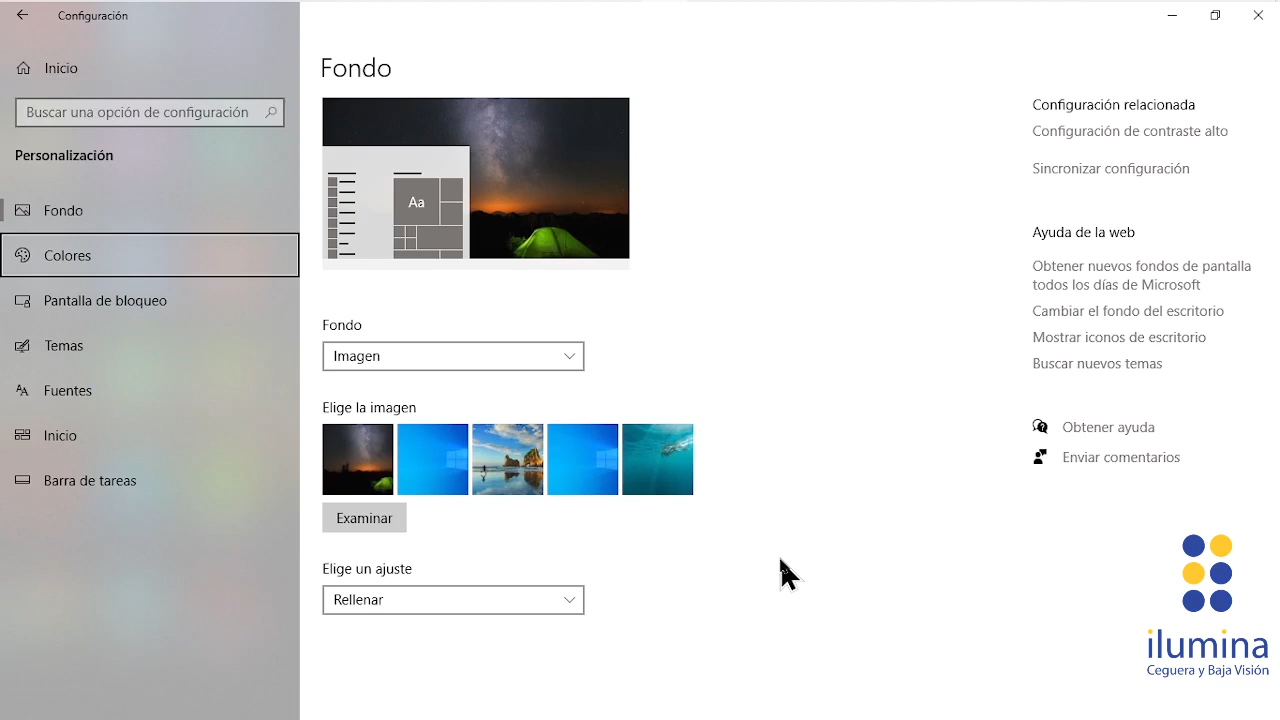 Configuración
Inicio
Buscar una opción de configuración
Personalización
Fondo
Colores
Pantalla de bloqueo
Temas
Fuentes
Inicio
Barra de tareas
Fondo
Aa
Fondo
Imagen
Elige la imagen
Examinar
Elige un ajuste
Rellenar
Configuración relacionada
Configuración de contraste alto
Sincronizar configuración
Ayuda de la web
Obtener nuevos fondos de pantalla
todos los días de Microsoft
Cambiar el fondo del escritorio
Mostrar iconos de escritorio
Buscar nuevos temas
Obtener ayuda
Enviar comentarios
ilumina
Ceguera y Baja Visión